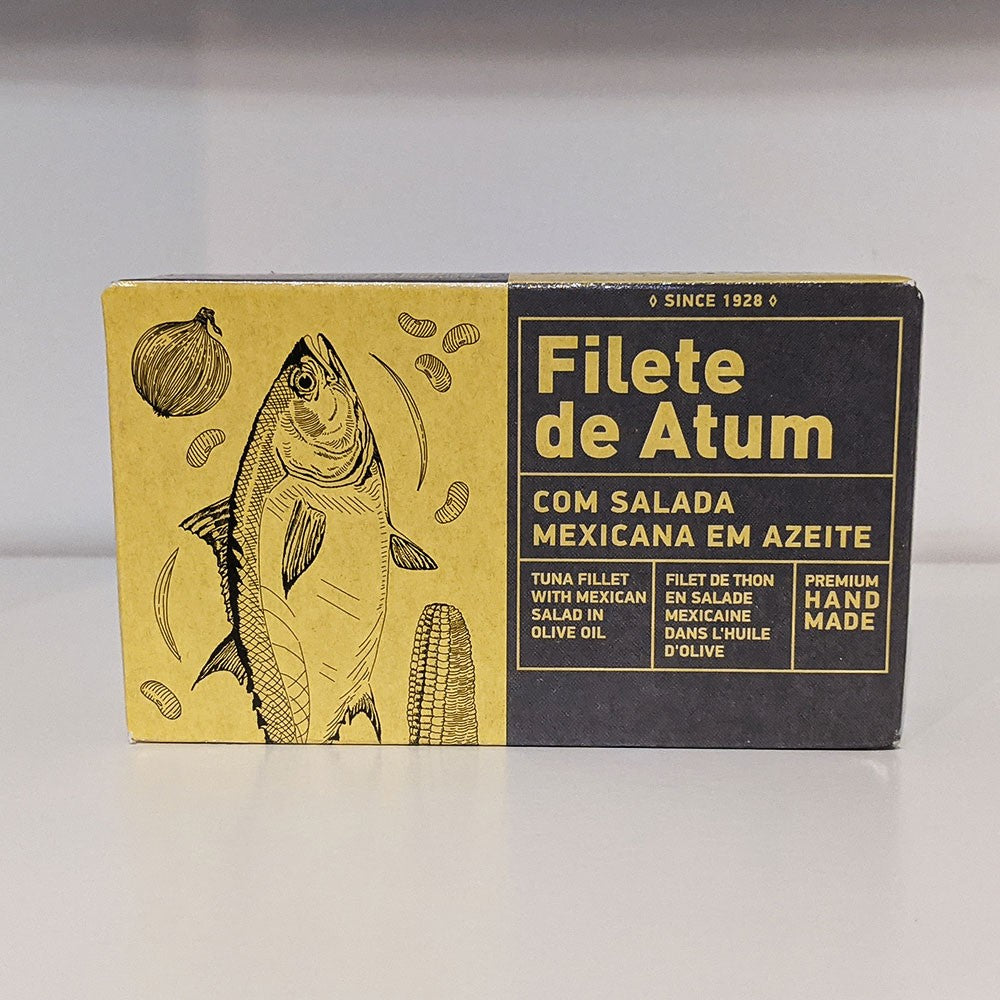 ◊ SINCE 1928 ◊
Filete
de Atum
COM SALADA
MEXICANA EM AZEITE
TUNA FILLET
WITH MEXICAN
SALAD IN
OLIVE OIL
FILET DE THON
EN SALADE
MEXICAINE
DANS L'HUILE
D'OLIVE
PREMIUM
HAND
MADE